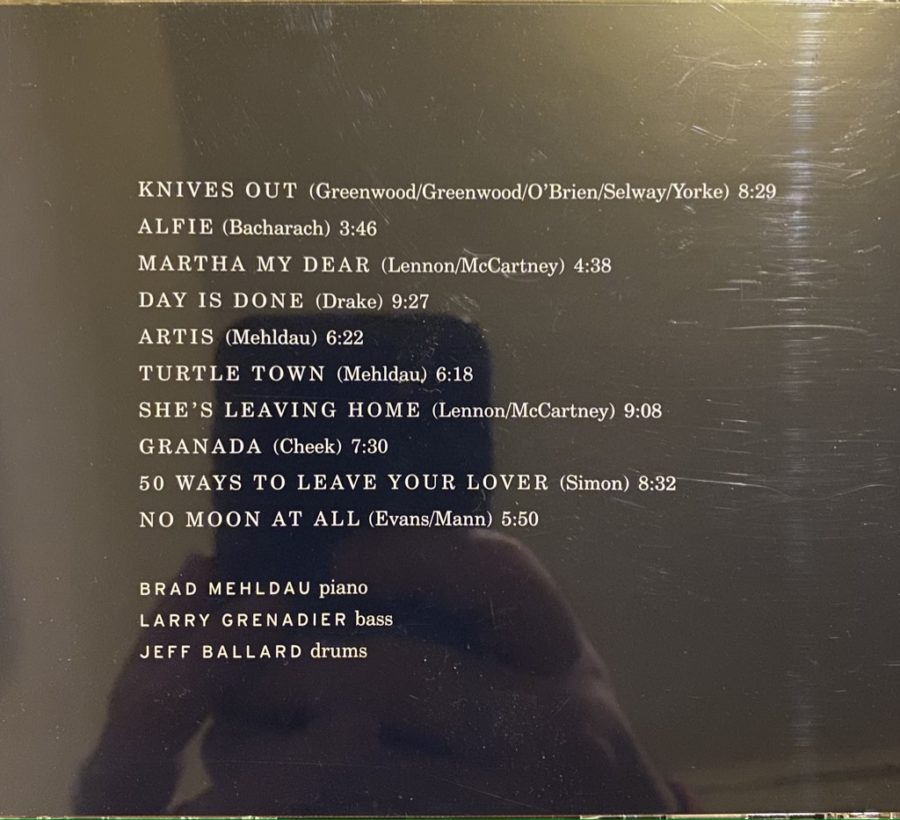 KNIVES OUT (Greenwood/Greenwood/O'Brien/Selway/Yorke) 8:29
ALFIE (Bacharach) 3:46
MARTHA MY DEAR (Lennon/McCartney) 4:38
DAY IS DONE (Drake) 9:27
ARTIS (Mehldau) 6:22
TURTLE TOWN (Mehldau) 6:18
SHE'S LEAVING HOME (Lennon/McCartney) 9:08
GRANADA (Cheek) 7:30
50 WAYS TO LEAVE YOUR LOVER (Simon) 8:32
NO MOON AT ALL (Evans/Mann) 5:50
BRAD MEHLDAU piano
LARRY GRENADIER bass
JEFF BALLARD drums